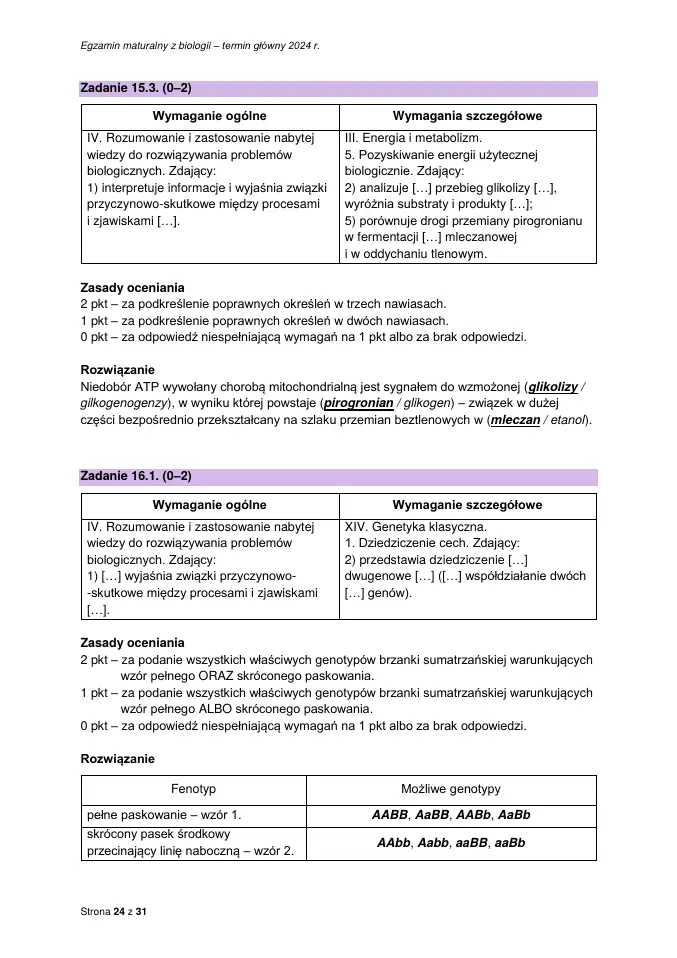 Egzamin maturalny z biologii – termin główny 2024 r.
Zadanie 15.3. (0–2)
Wymaganie ogólne
Wymagania szczegółowe
IV. Rozumowanie i zastosowanie nabytej
wiedzy do rozwiązywania problemów
biologicznych. Zdający:
1) interpretuje informacje i wyjaśnia związki
przyczynowo-skutkowe między procesami
i zjawiskami […].
III. Energia i metabolizm.
5. Pozyskiwanie energii użytecznej
biologicznie. Zdający:
2) analizuje […] przebieg glikolizy […],
wyróżnia substraty i produkty […];
5) porównuje drogi przemiany pirogronianu
w fermentacji […] mleczanowej
i w oddychaniu tlenowym.
Zasady oceniania
2 pkt – za podkreślenie poprawnych określeń w trzech nawiasach.
1 pkt – za podkreślenie poprawnych określeń w dwóch nawiasach.
0 pkt – za odpowiedź niespełniającą wymagań na 1 pkt albo za brak odpowiedzi.
Rozwiązanie
Niedobór ATP wywołany chorobą mitochondrialną jest sygnałem do wzmożonej (glikolizy /
gilkogenogenzy), w wyniku której powstaje (pirogronian / glikogen) – związek w dużej
części bezpośrednio przekształcany na szlaku przemian beztlenowych w (mleczan / etanol).
Zadanie 16.1. (0–2)
Wymaganie ogólne
Wymaganie szczegółowe
IV. Rozumowanie i zastosowanie nabytej
wiedzy do rozwiązywania problemów
biologicznych. Zdający:
1) […] wyjaśnia związki przyczynowo-
-skutkowe między procesami i zjawiskami
[…].
XIV. Genetyka klasyczna.
1. Dziedziczenie cech. Zdający:
2) przedstawia dziedziczenie […]
dwugenowe […] ([…] współdziałanie dwóch
[…] genów).
Zasady oceniania
2 pkt – za podanie wszystkich właściwych genotypów brzanki sumatrzańskiej warunkujących
wzór pełnego ORAZ skróconego paskowania.
1 pkt – za podanie wszystkich właściwych genotypów brzanki sumatrzańskiej warunkujących
wzór pełnego ALBO skróconego paskowania.
0 pkt – za odpowiedź niespełniającą wymagań na 1 pkt albo za brak odpowiedzi.
Rozwiązanie
Fenotyp
Możliwe genotypy
pełne paskowanie – wzór 1.
AABB, AaBB, AABb, AaBb
skrócony pasek środkowy
przecinający linię naboczną – wzór 2.
AAbb, Aabb, aaBB, aaBb
Strona 24 z 31